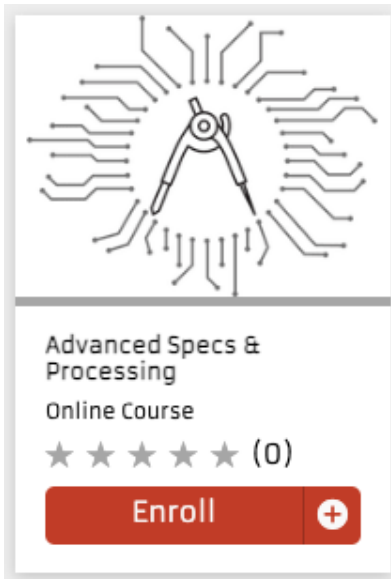 Advanced Specs &
Processing
Online Course
(0)
Enroll